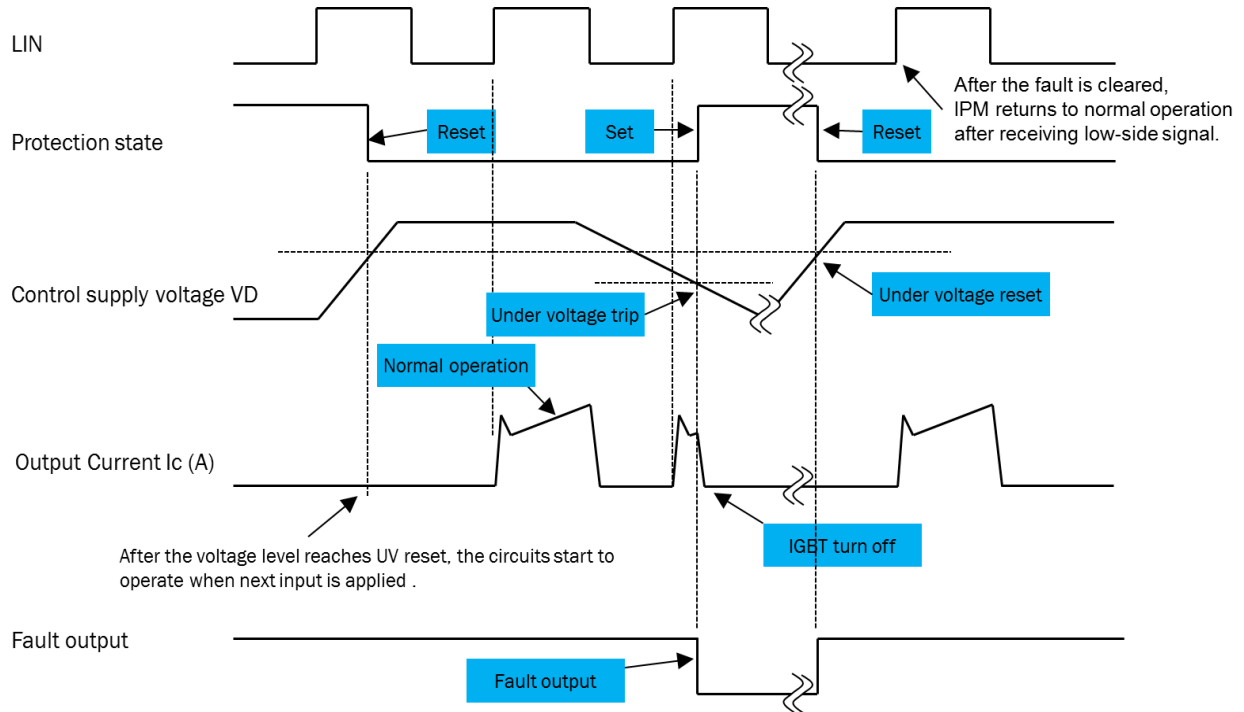 LIN
After the fault is cleared,
IPM returns to normal operation
after receiving low-side signal.
Protection state
Reset
Set
Reset
Control supply voltage VD
Under voltage trip
Under voltage reset
Normal operation
Output Current Ic (A)
IGBT turn off
After the voltage level reaches UV reset, the circuits start to
operate when next input is applied .
Fault output
Fault output